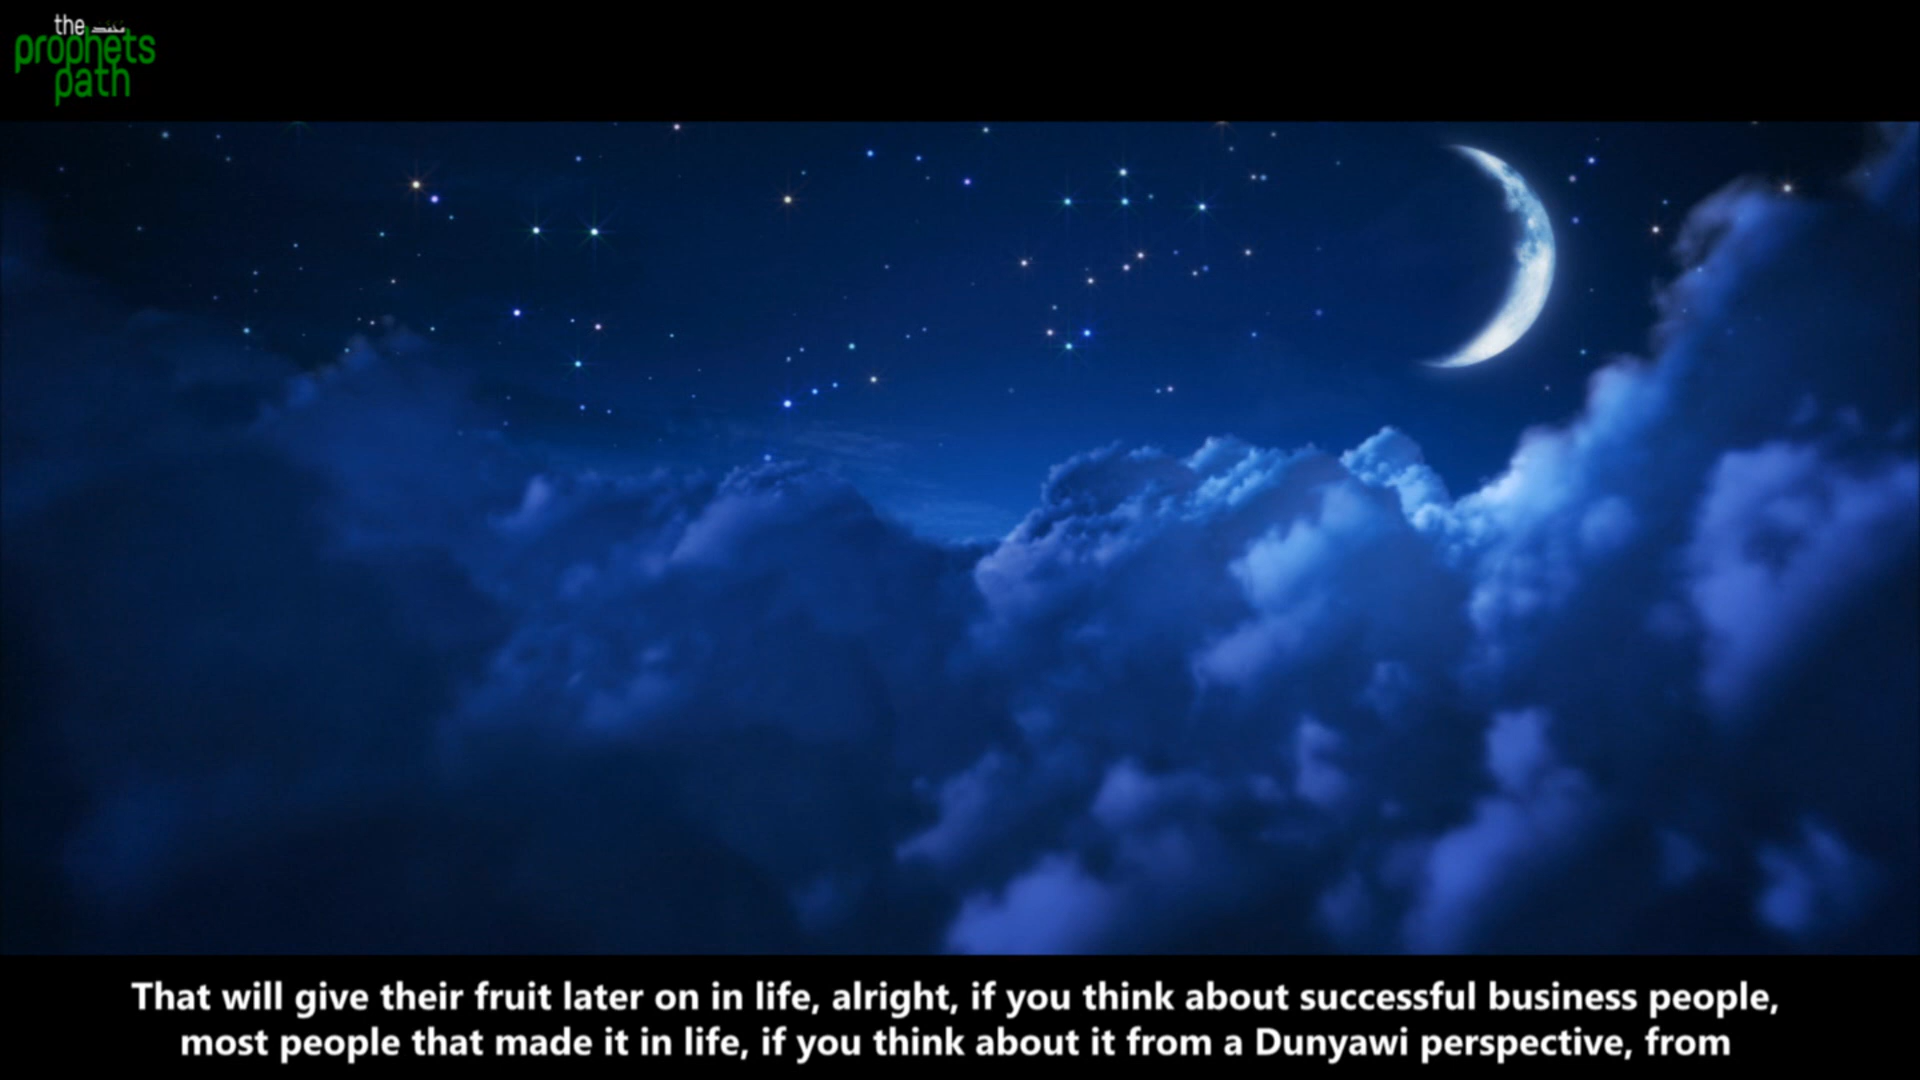 the
prophets
path
That will give their fruit later on in life, alright, if you think about successful business people,
most people that made it in life, if you think about it from a Dunyawi perspective, from